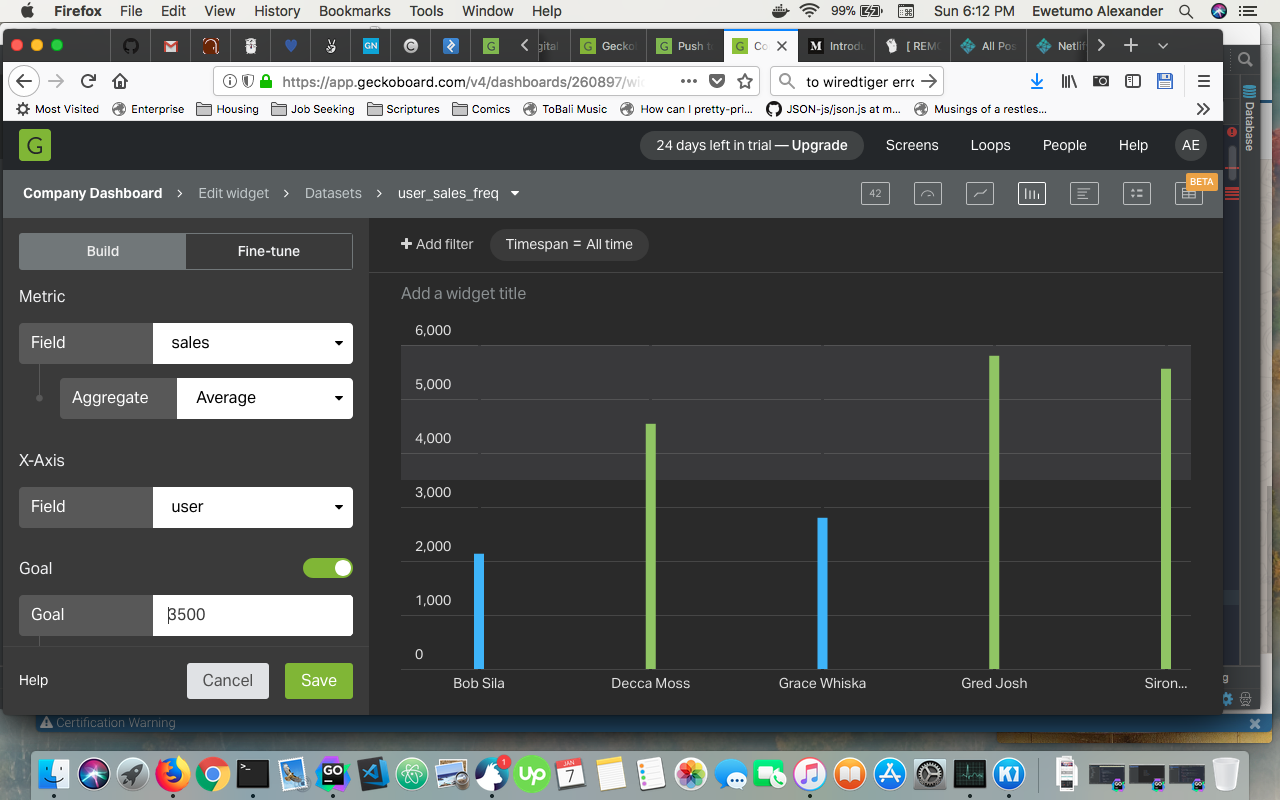 Firefox File Edit View History Bookmarks Tools Window Help 99% Sun 6:12 PM Ewetumo Alexander
GN C G igital G Gecko G Push t G Co M Introdu [ REM All Pos Netlif
https://app.geckoboard.com/v4/dashboards/260897/wi to wiredtiger erro
Most Visited Enterprise Housing Job Seeking Scriptures Comics ToBali Music How can I pretty-pri... JSON-js/json.js at m... Musings of a restles...
Database
G 24 days left in trial — Upgrade Screens Loops People Help AE
Company Dashboard > Edit widget > Datasets > user_sales_freq 42 BETA
Build Fine-tune
+ Add filter Timespan = All time
Metric
Add a widget title
Field sales
Aggregate Average
X-Axis
Field user
Goal
Goal 3500
Help Cancel Save
6,000
5,000
4,000
3,000
2,000
1,000
0
Bob Sila Decca Moss Grace Whiska Gred Josh Siron...
g
Certification Warning
GO 1 Up JAN 7 K1